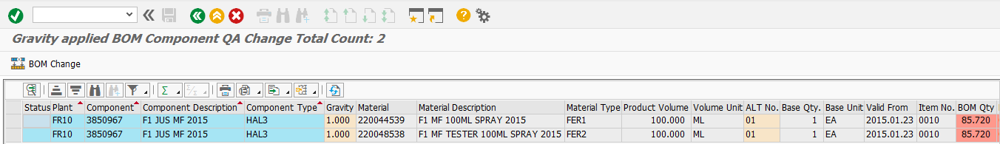 Gravity applied BOM Component QA Change Total Count: 2
BOM Change
Status Plant Component Component Description Component Type Gravity Material Material Description Material Type Product Volume Volume Unit ALT No. Base Qty. Base Unit Valid From Item No. BOM Qty
FR10 3850967 F1 JUS MF 2015 HAL3 1.000 220044539 F1 MF 100ML SPRAY 2015 FER1 100.000 ML 01 1 EA 2015.01.23 0010 85.720
FR10 3850967 F1 JUS MF 2015 HAL3 1.000 220048538 F1 MF TESTER 100ML SPRAY 2015 FER2 100.000 ML 01 1 EA 2015.01.23 0010 85.720